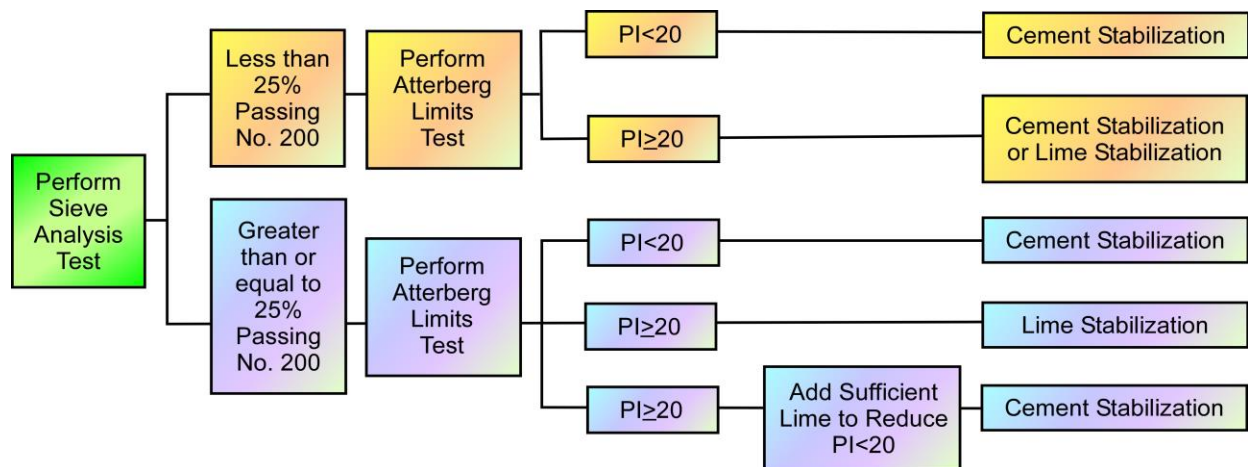 Perform
Sieve
Analysis
Test
Less than
25%
Passing
No. 200
Perform
Atterberg
Limits
Test
PI<20
Cement Stabilization
PI≥20
Cement Stabilization
or Lime Stabilization
Greater
than or
equal to
25%
Passing
No. 200
Perform
Atterberg
Limits
Test
PI<20
Cement Stabilization
PI≥20
Lime Stabilization
PI≥20
Add Sufficient
Lime to Reduce
PI<20
Cement Stabilization